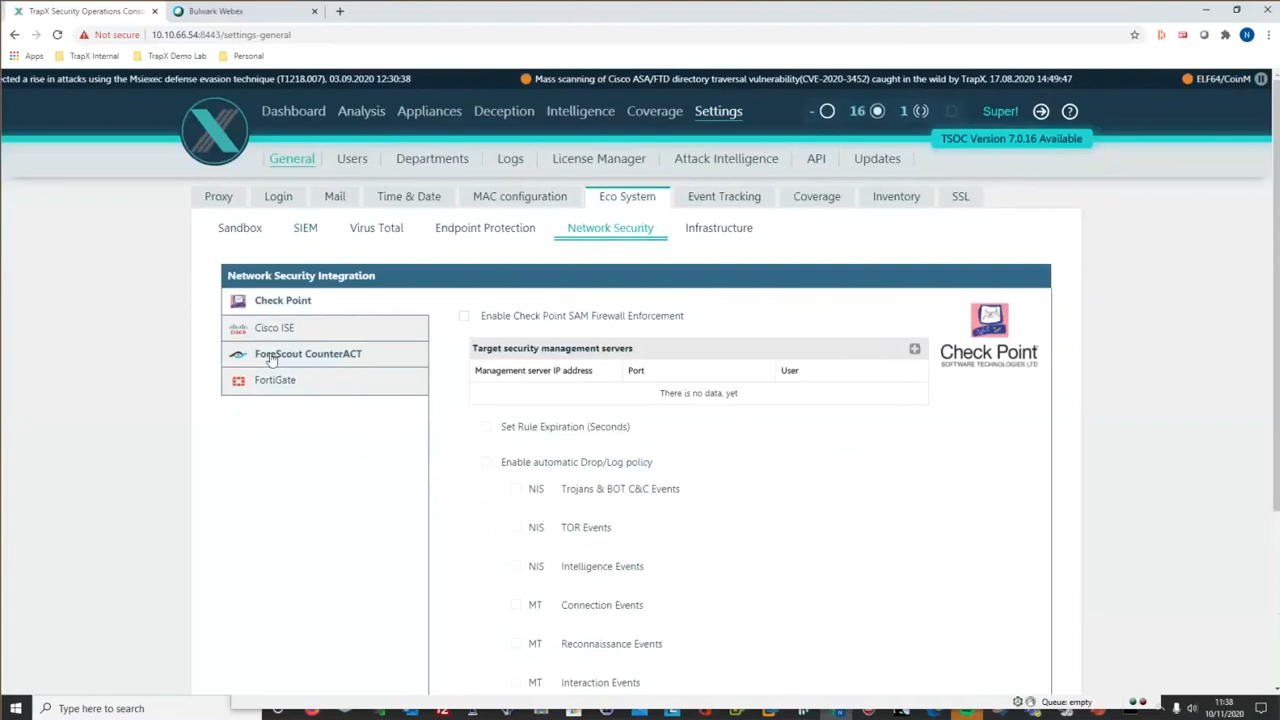 TrapX Security Operations Cons
Bulwark Webex
Not secure
10.10.66.54:8443/settings-general
N
Apps
TrapX Internal
TrapX Demo Lab
Personal
cted a rise in attacks using the Msiexec defense evasion technique (T1218.007), 03.09.2020 12:30:38
Mass scanning of Cisco ASA/FTD directory traversal vulnerability(CVE-2020-3452) caught in the wild by TrapX. 17.08.2020 14:49:47
ELF64/CoinM
Dashboard
Analysis
Appliances
Deception
Intelligence
Coverage
Settings
-
16
1
Super!
TSOC Version 7.0.16 Available
General
Users
Departments
Logs
License Manager
Attack Intelligence
API
Updates
Proxy
Login
Mail
Time & Date
MAC configuration
Eco System
Event Tracking
Coverage
Inventory
SSL
Sandbox
SIEM
Virus Total
Endpoint Protection
Network Security
Infrastructure
Network Security Integration
Check Point
Cisco ISE
ForeScout CounterACT
FortiGate
Enable Check Point SAM Firewall Enforcement
Target security management servers
Management server IP address
Port
User
There is no data, yet
Check Point
SOFTWARE TECHNOLOGIES LTD
Set Rule Expiration (Seconds)
Enable automatic Drop/Log policy
NIS Trojans & BOT C&C Events
NIS TOR Events
NIS Intelligence Events
MT Connection Events
MT Reconnaissance Events
MT Interaction Events
Type here to search
Queue: empty
11:38
10/11/2020